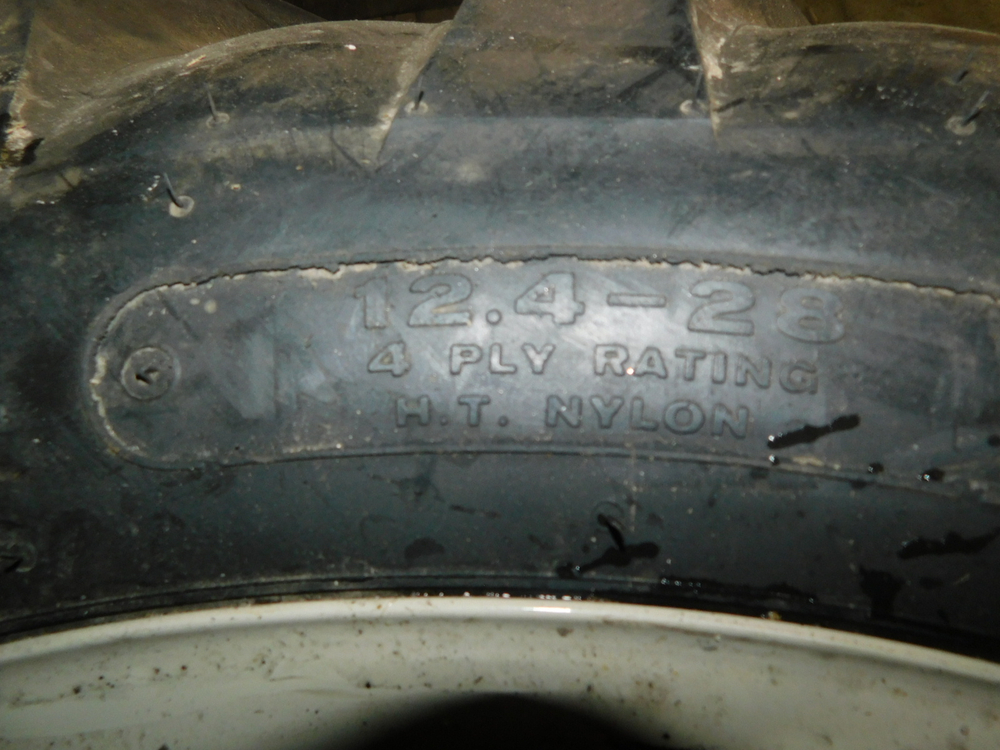 12.4-28
4 PLY RATING
H.T. NYLON